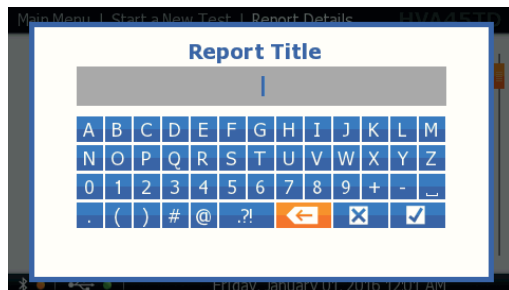 Main Menu | Start a New Test | Report Details HVA45TD
Report Title
A B C D E F G H I J K L M
N O P Q R S T U V W X Y Z
0 1 2 3 4 5 6 7 8 9 + - _
. ( ) # @ .?!
Friday January 01 2016 12:01 AM